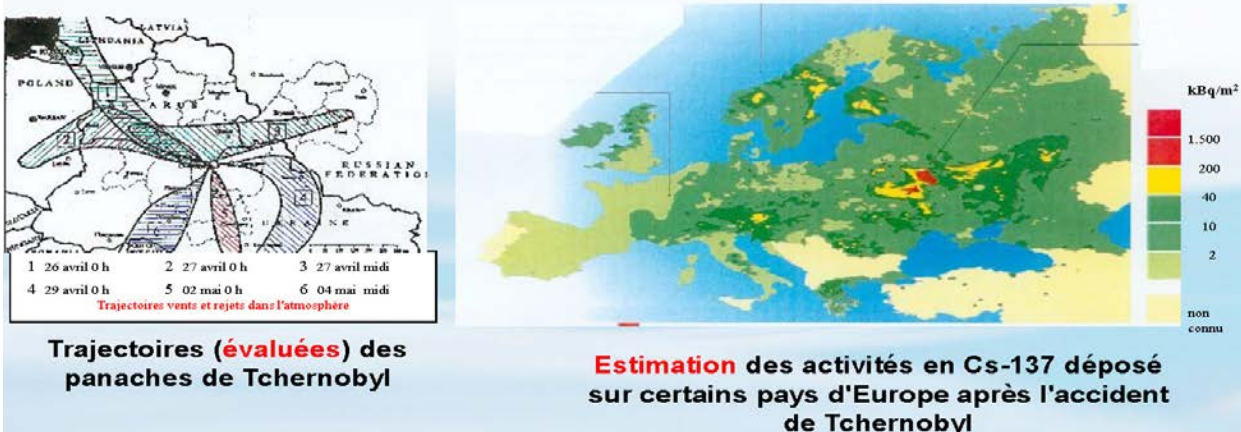 LATVIA
LITHUANIA
POLAND
RUSSIAN
FEDERATION
1 26 avril 0 h 2 27 avril 0 h 3 27 avril midi
4 29 avril 0 h 5 02 mai 0 h 6 04 mai midi
Trajectoires vents et rejets dans l'atmosphère
Trajectoires (évaluées) des
panaches de Tchernobyl
kBq/m²
1.500
200
40
10
2
non
connu
Estimation des activités en Cs-137 déposé
sur certains pays d'Europe après l'accident
de Tchernobyl